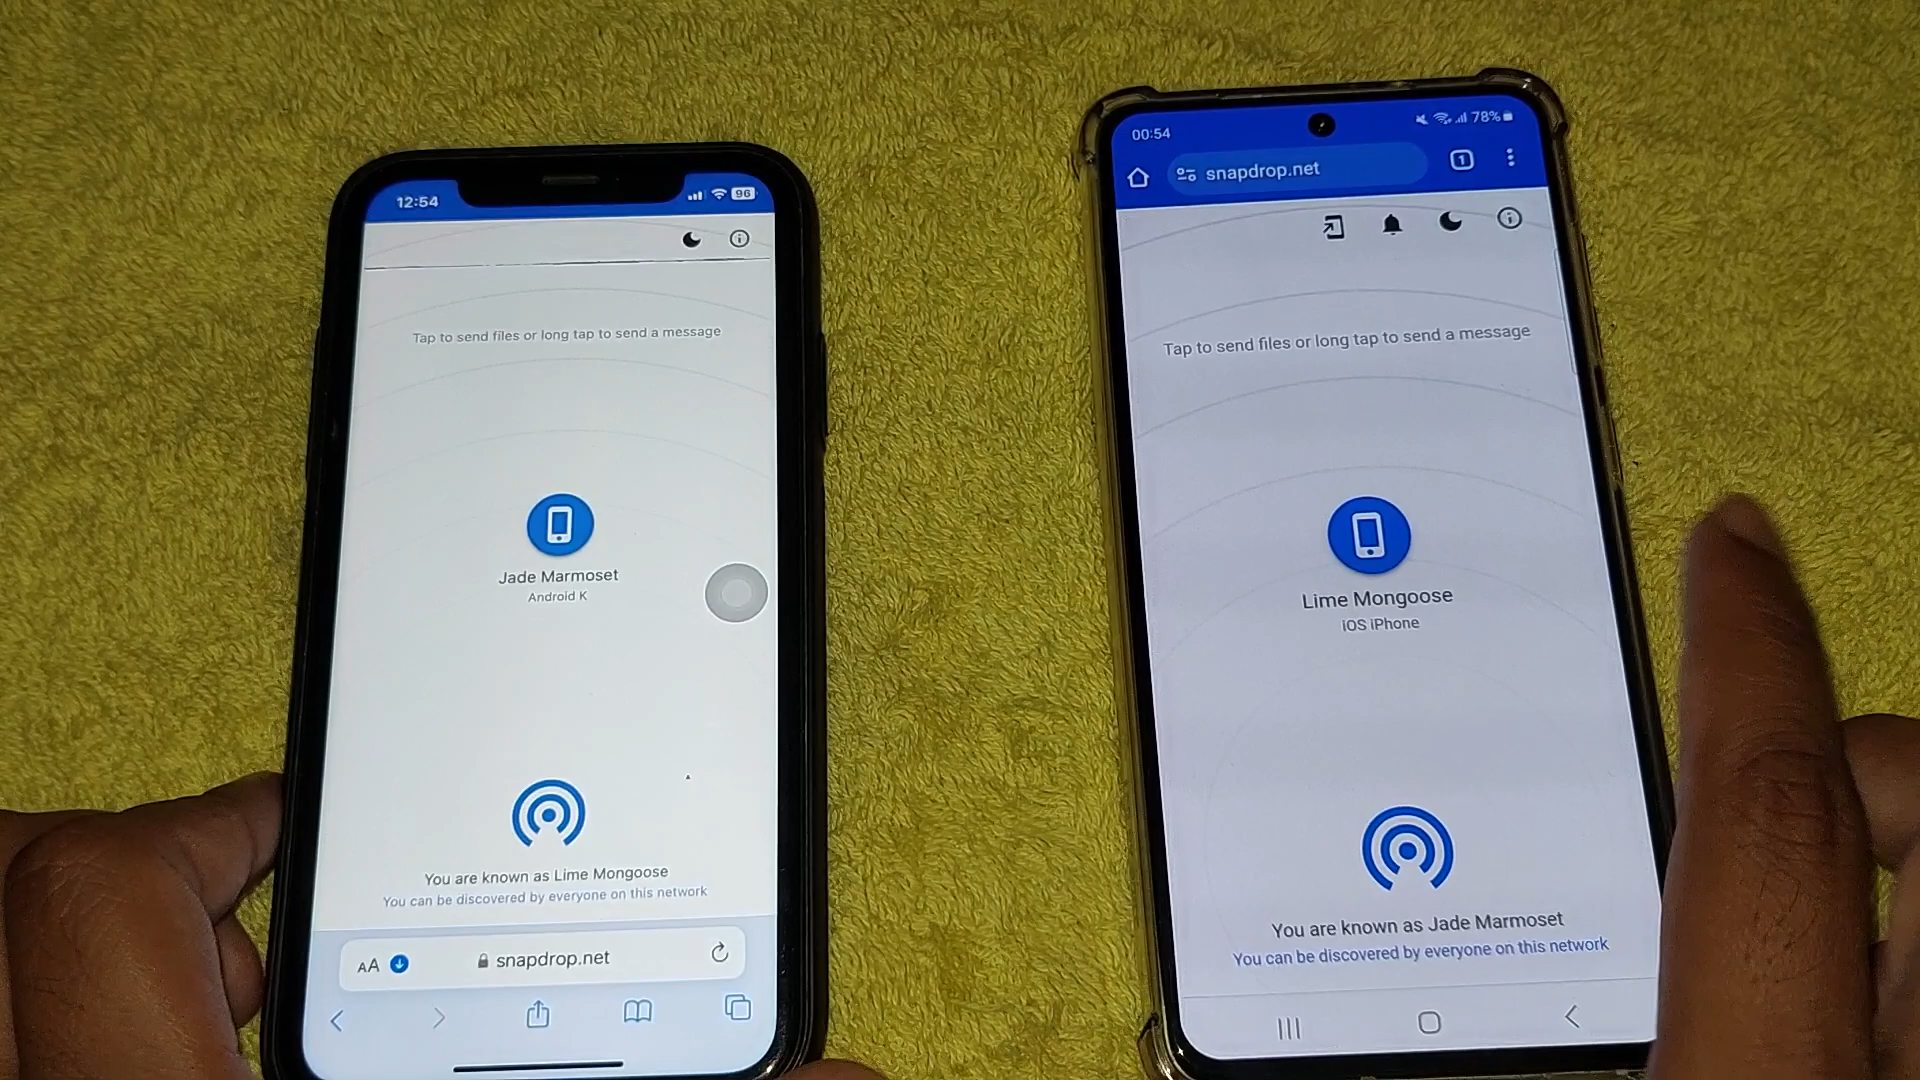 12:54
96
Tap to send files or long tap to send a message
Jade Marmoset
Android K
You are known as Lime Mongoose
You can be discovered by everyone on this network
AA
snapdrop.net
00:54
78%
snapdrop.net
1
Tap to send files or long tap to send a message
Lime Mongoose
iOS iPhone
You are known as Jade Marmoset
You can be discovered by everyone on this network